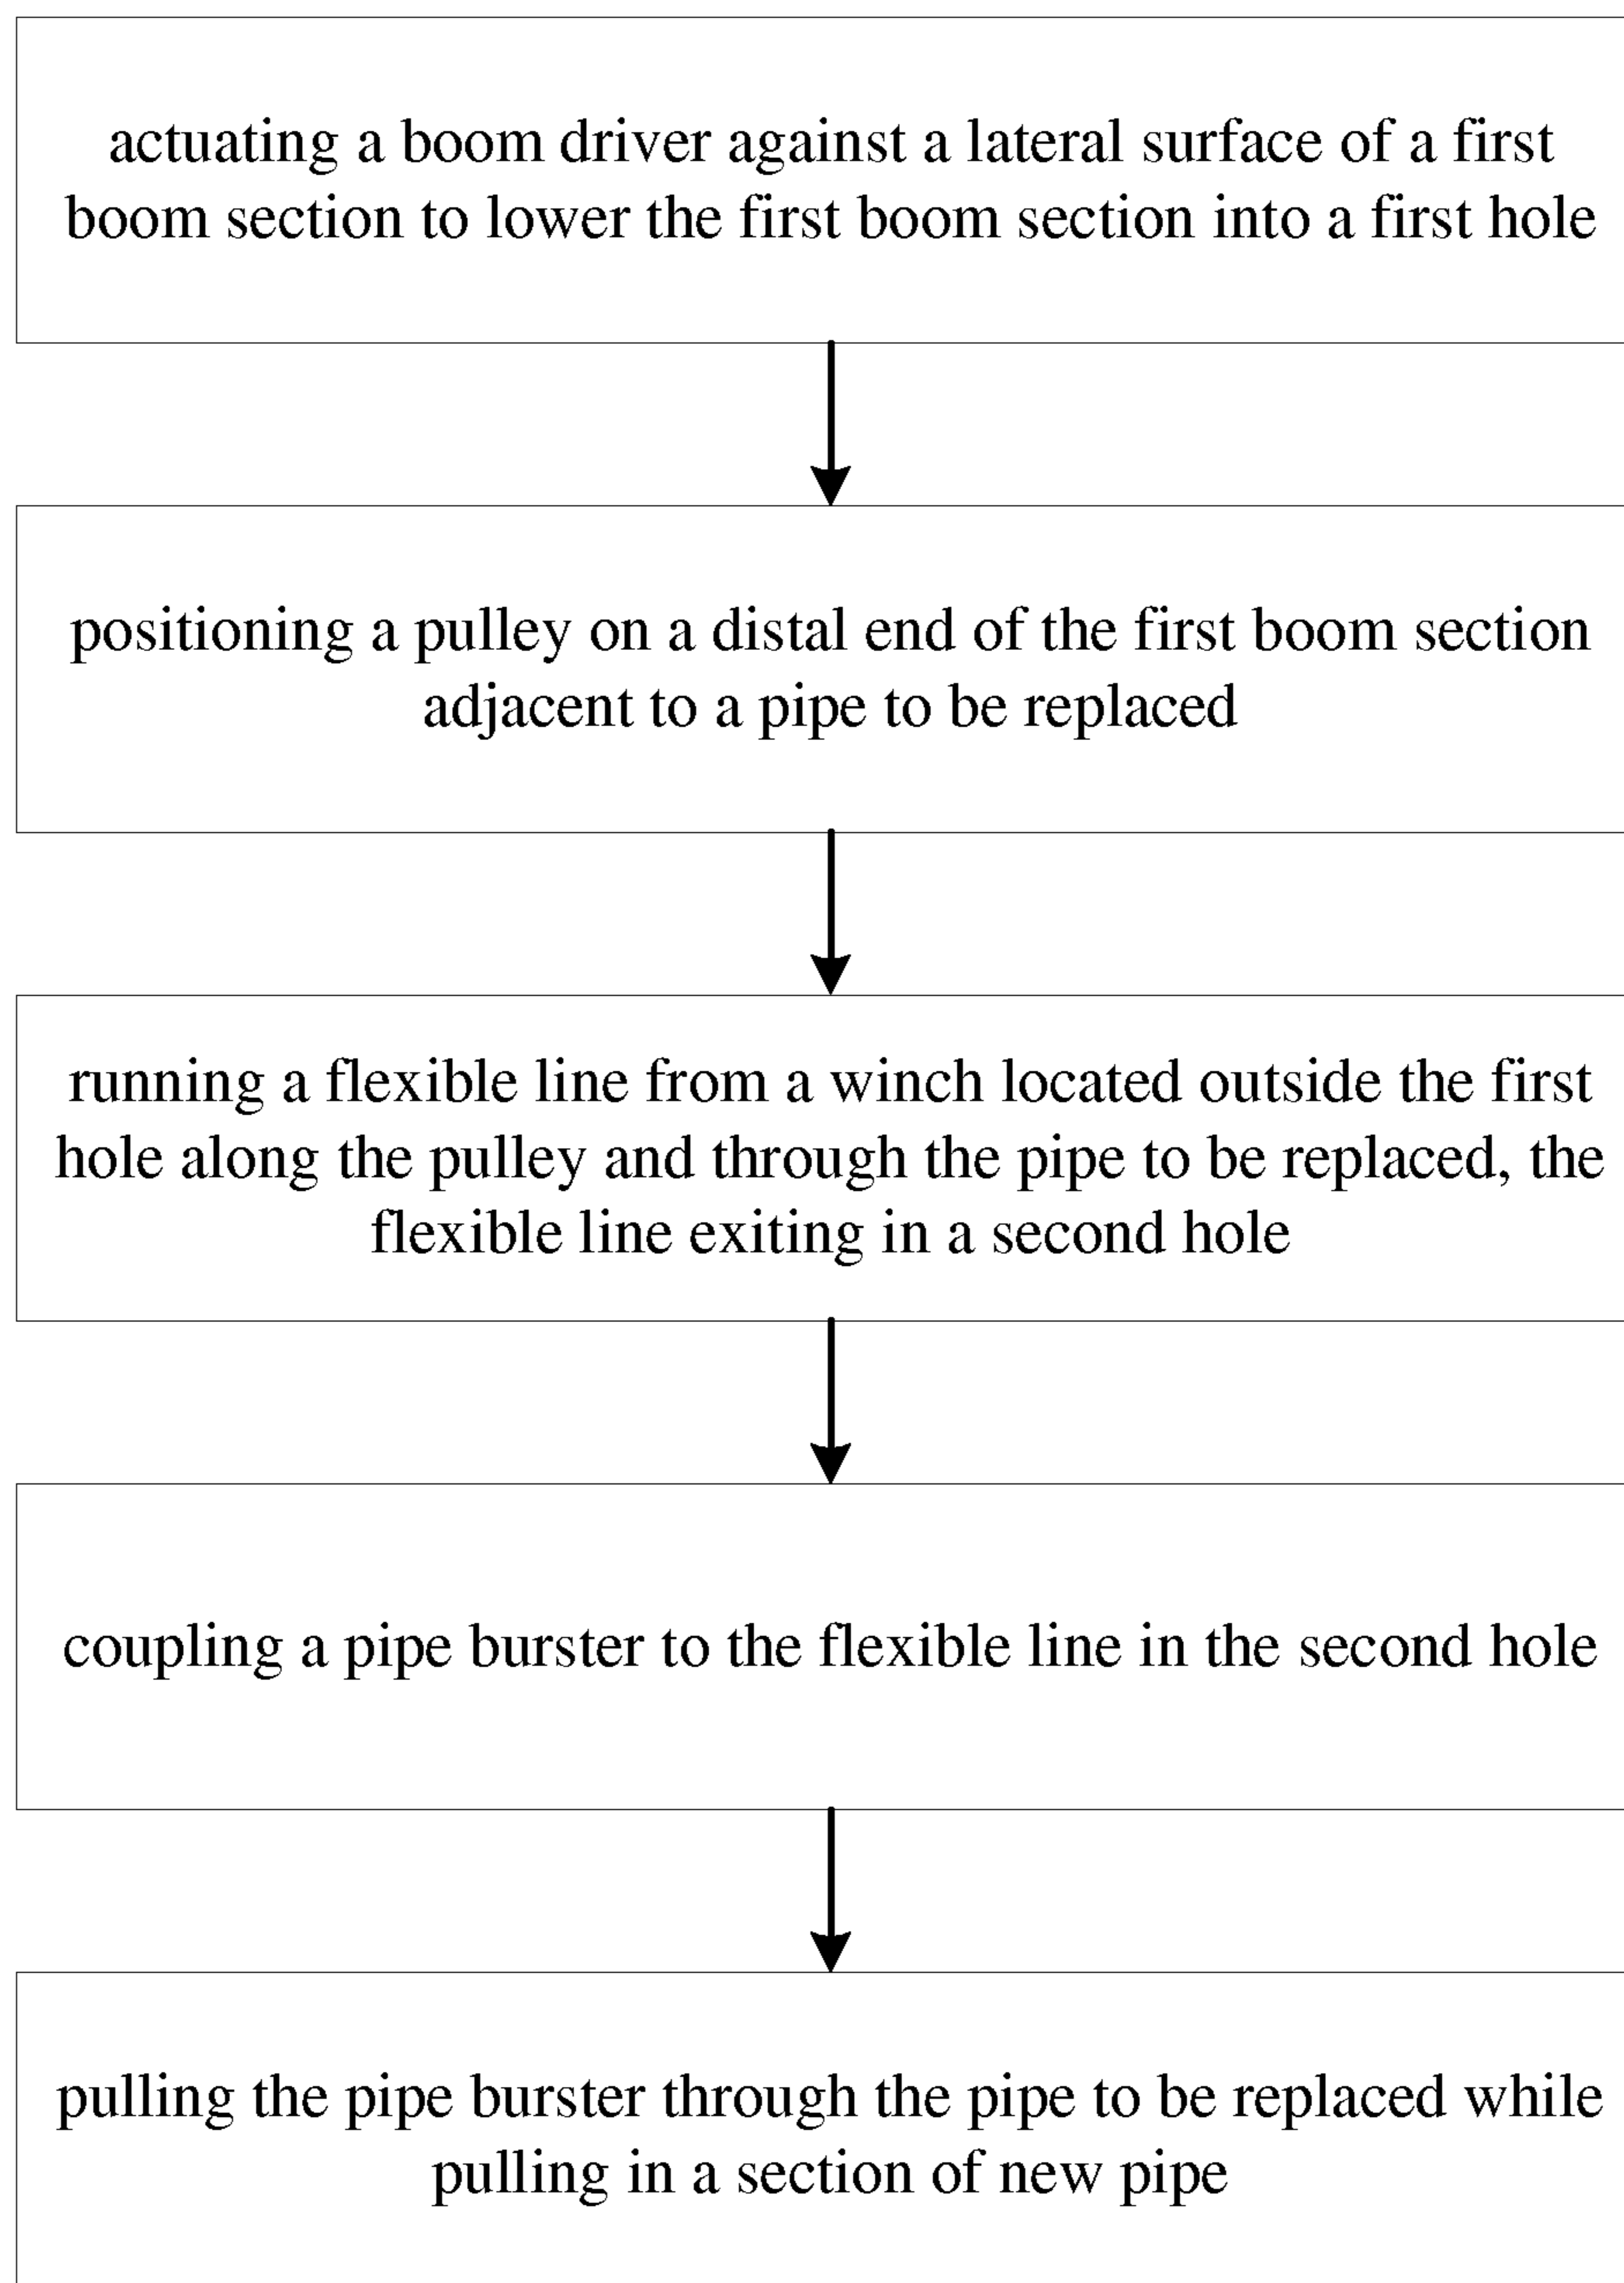 actuating a boom driver against a lateral surface of a first
boom section to lower the first boom section into a first hole
positioning a pulley on a distal end of the first boom section
adjacent to a pipe to be replaced
running a flexible line from a winch located outside the first
hole along the pulley and through the pipe to be replaced, the
flexible line exiting in a second hole
coupling a pipe burster to the flexible line in the second hole
pulling the pipe burster through the pipe to be replaced while
pulling in a section of new pipe